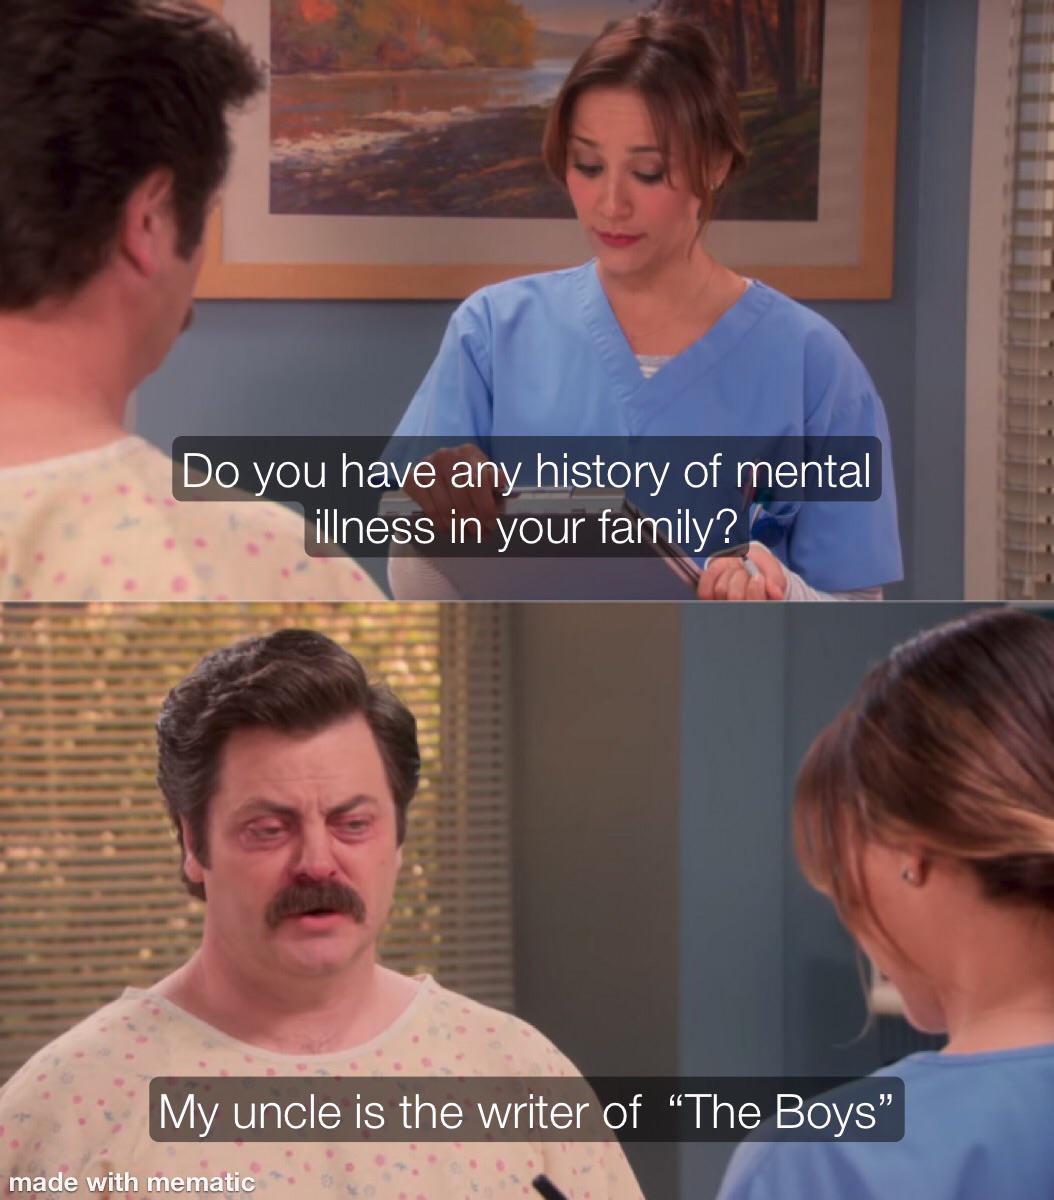 Do you have any history of mental
illness in your family?
My uncle is the writer of “The Boys”
made with mematic